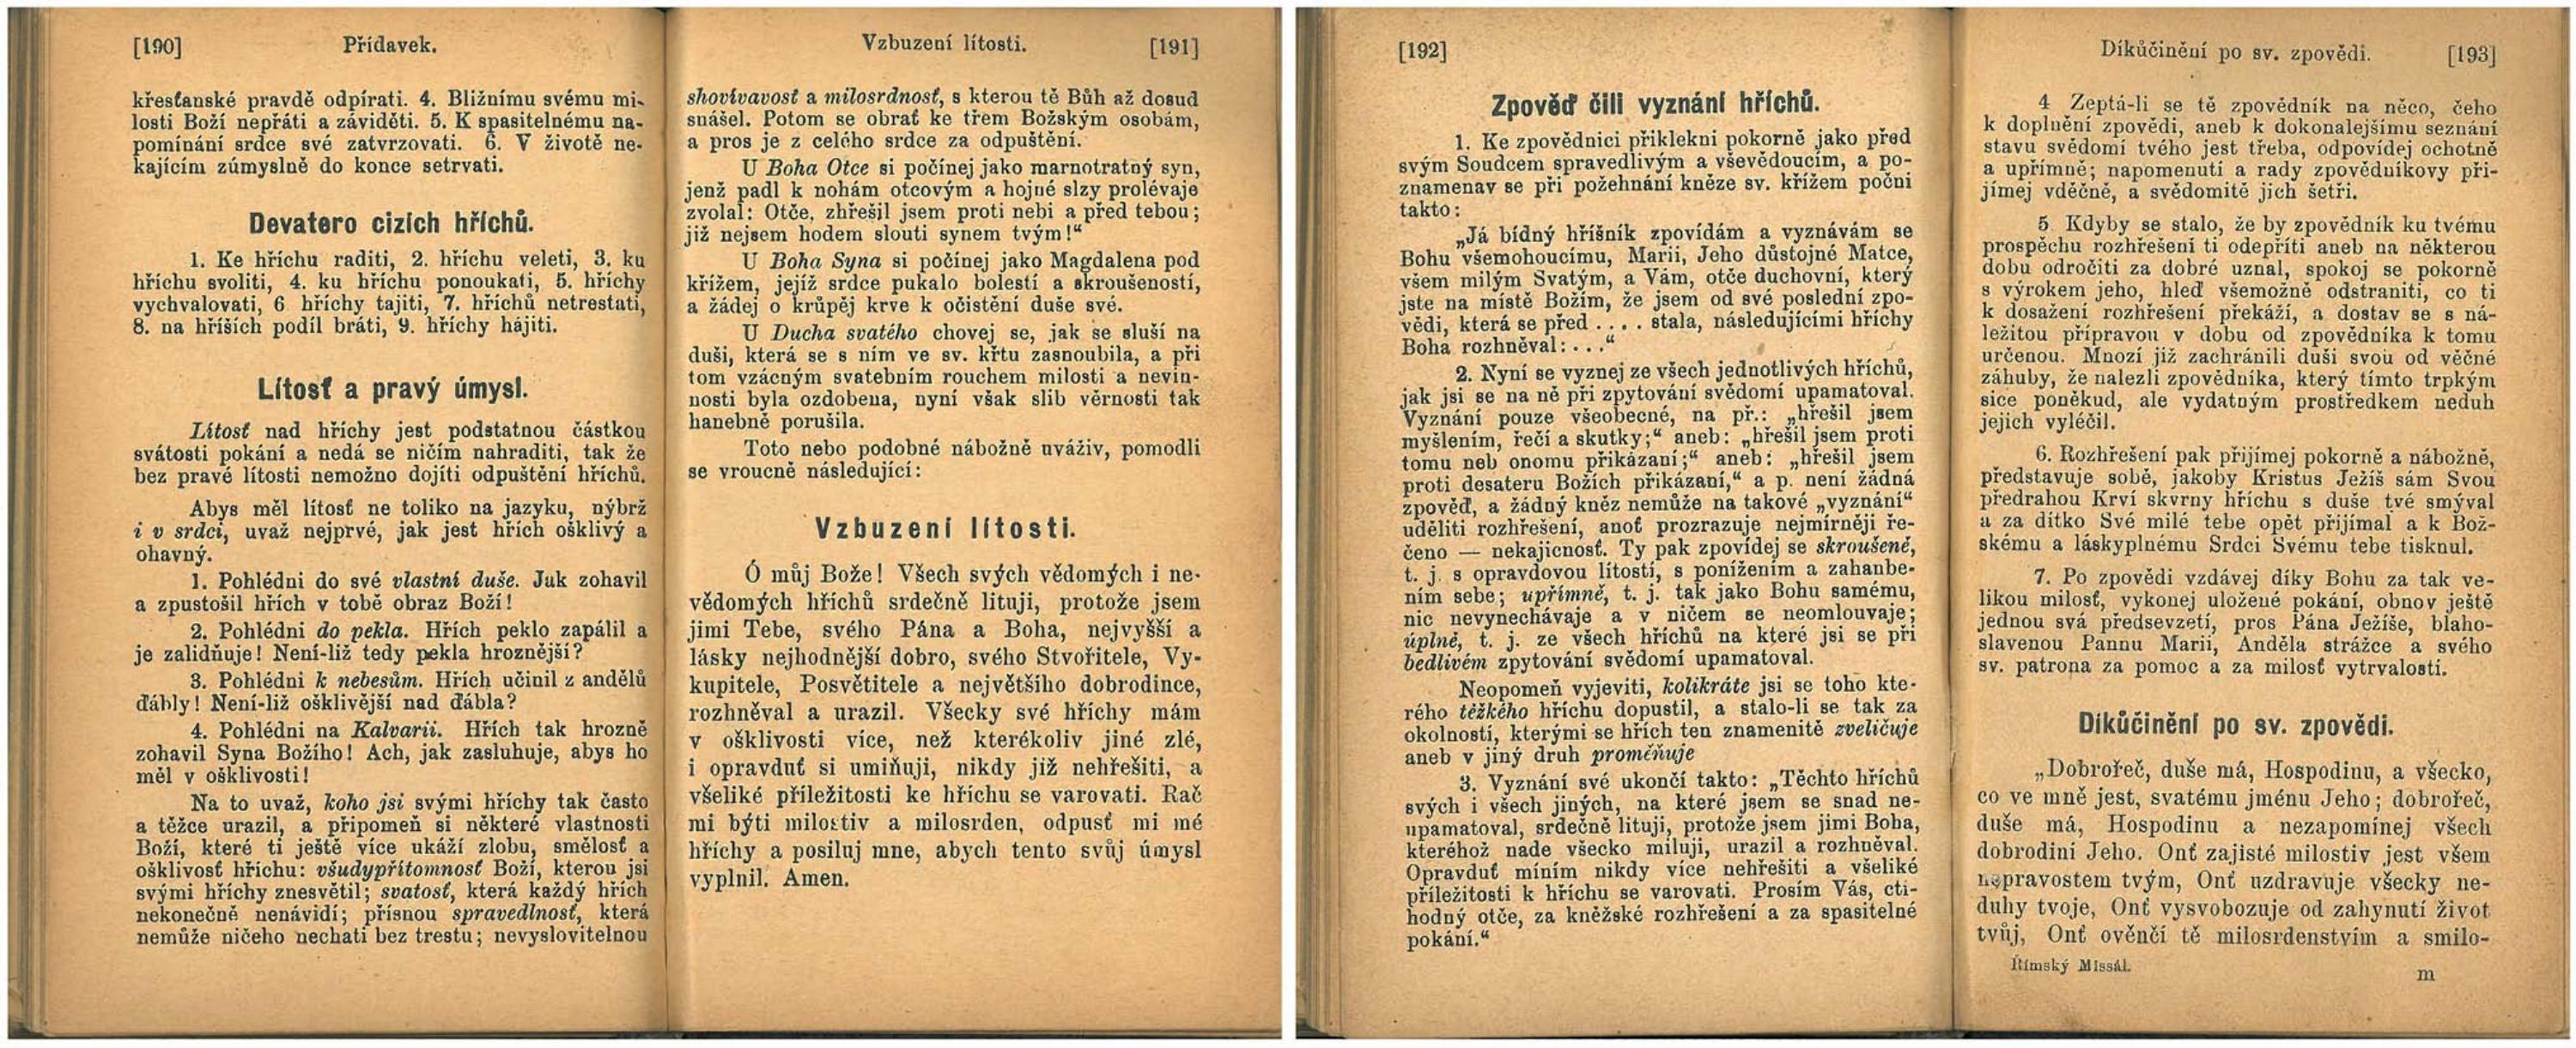 [190]
Přídavek.
křesťanské pravdě odpírati. 4. Bližnímu svému mi-
losti Boží nepřáti a záviděti. 5. K spasitelnému na-
pomínání srdce své zatvrzovati. 6. V životě ne-
kajícím zúmyslně do konce setrvati.
Devatero cizích hříchů.
1. Ke hříchu raditi, 2. hříchu veleti, 3. ku
hříchu svoliti, 4. ku hříchu ponoukati, 5. hříchy
vychvalovati, 6 hříchy tajiti, 7. hříchů netrestati,
8. na hříších podíl bráti, 9. hříchy hájiti.
Lítosť a pravý úmysl.
Lítosť nad hříchy jest podstatnou částkou
svátosti pokání a nedá se ničím nahraditi, tak že
bez pravé lítosti nemožno dojíti odpuštění hříchů.
Abys měl lítosť ne toliko na jazyku, nýbrž
i v srdci, uvaž nejprvé, jak jest hřích ošklivý a
ohavný.
1. Pohlédni do své vlastní duše. Jak zohavil
a zpustošil hřích v tobě obraz Boží!
2. Pohlédni do pekla. Hřích peklo zapálil a
je zalidňuje! Není-liž tedy pekla hroznější?
3. Pohlédni k nebesům. Hřích učinil z andělů
ďábly! Není-liž ošklivější nad ďábla?
4. Pohlédni na Kalvarii. Hřích tak hrozně
zohavil Syna Božího! Ach, jak zasluhuje, abys ho
měl v ošklivosti!
Na to uvaž, koho jsi svými hříchy tak často
a těžce urazil, a připomeň si některé vlastnosti
Boží, které ti ještě více ukáží zlobu, smělosť a
ošklivosť hříchu: všudypřítomnosť Boží, kterou jsi
svými hříchy znesvětil; svatosť, která každý hřích
nekonečně nenávidí; přísnou spravedlnosť, která
nemůže ničeho nechati bez trestu; nevyslovitelnou
Vzbuzení lítosti.
[191]
shovívavosť a milosrdnosť, s kterou tě Bůh až dosud
snášel. Potom se obrať ke třem Božským osobám,
a pros je z celého srdce za odpuštění.
U Boha Otce si počínej jako marnotratný syn,
jenž padl k nohám otcovým a hojné slzy prolévaje
zvolal: Otče, zhřešil jsem proti nebi a před tebou;
již nejsem hodem slouti synem tvým!“
U Boha Syna si počínej jako Magdalena pod
křížem, jejíž srdce pukalo bolestí a skroušeností,
a žádej o krůpěj krve k očistění duše své.
U Ducha svatého chovej se, jak se sluší na
duši, která se s ním ve sv. křtu zasnoubila, a při
tom vzácným svatebním rouchem milosti a nevin-
nosti byla ozdobena, nyní však slib věrnosti tak
hanebně porušila.
Toto nebo podobné nábožně uváživ, pomodli
se vroucně následující:
Vzbuzení lítosti.
Ó můj Bože! Všech svých vědomých i ne-
vědomých hříchů srdečně lituji, protože jsem
jimi Tebe, svého Pána a Boha, nejvyšší a
lásky nejhodnější dobro, svého Stvořitele, Vy-
kupitele, Posvětitele a největšího dobrodince,
rozhněval a urazil. Všecky své hříchy mám
v ošklivosti více, než kterékoliv jiné zlé,
i opravduť si umiňuji, nikdy již nehřešiti, a
všeliké příležitosti ke hříchu se varovati. Rač
mi býti milostiv a milosrden, odpusť mi mé
hříchy a posiluj mne, abych tento svůj úmysl
vyplnil. Amen.
[192]
Zpověď čili vyznání hříchů.
1. Ke zpovědnici přiklekni pokorně jako před
svým Soudcem spravedlivým a vševědoucím, a po-
znamenav se při požehnání kněze sv. křížem počni
takto:
„Já bídný hříšník zpovídám a vyznávám se
Bohu všemohoucímu, Marii, Jeho důstojné Matce,
všem milým Svatým, a Vám, otče duchovní, který
jste na místě Božím, že jsem od své poslední zpo-
vědi, která se před .... stala, následujícími hříchy
Boha rozhněval: ...“
2. Nyní se vyznej ze všech jednotlivých hříchů,
jak jsi se na ně při zpytování svědomí upamatoval.
Vyznání pouze všeobecné, na př.: „hřešil jsem
myšlením, řečí a skutky;“ aneb: „hřešil jsem proti
tomu neb onomu přikázaní;“ aneb: „hřešil jsem
proti desateru Božích přikázaní,“ a p. není žádná
zpověď, a žádný kněz nemůže na takové „vyznání“
uděliti rozhřešení, anoť prozrazuje nejmírněji ře-
čeno — nekajicnosť. Ty pak zpovídej se skroušeně,
t. j. s opravdovou lítostí, s ponížením a zahanbe-
ním sebe; upřímně, t. j. tak jako Bohu samému,
nic nevynechávaje a v ničem se neomlouvaje;
úplně, t. j. ze všech hříchů na které jsi se při
bedlivém zpytování svědomí upamatoval.
Neopomeň vyjeviti, kolikráte jsi se toho kte-
rého těžkého hříchu dopustil, a stalo-li se tak za
okolností, kterými se hřích ten znamenitě zveličuje
aneb v jiný druh proměňuje
3. Vyznání své ukončí takto: „Těchto hříchů
svých i všech jiných, na které jsem se snad ne-
upamatoval, srdečně lituji, protože jsem jimi Boha,
kteréhož nade všecko miluji, urazil a rozhněval.
Opravduť míním nikdy více nehřešiti a všeliké
příležitosti k hříchu se varovati. Prosím Vás, cti-
hodný otče, za kněžské rozhřešení a za spasitelné
pokání.“
Díkůčinění po sv. zpovědi.
[193]
4 Zeptá-li se tě zpovědník na něco, čeho
k doplnění zpovědi, aneb k dokonalejšímu seznání
stavu svědomí tvého jest třeba, odpovídej ochotně
a upřímně; napomenutí a rady zpovědníkovy při-
jímej vděčně, a svědomitě jich šetři.
5 Kdyby se stalo, že by zpovědník ku tvému
prospěchu rozhřešení ti odepříti aneb na některou
dobu odročiti za dobré uznal, spokoj se pokorně
s výrokem jeho, hleď všemožně odstraniti, co ti
k dosažení rozhřešení překáží, a dostav se s ná-
ležitou přípravou v dobu od zpovědníka k tomu
určenou. Mnozí již zachránili duši svou od věčné
záhuby, že nalezli zpovědníka, který tímto trpkým
sice poněkud, ale vydatným prostředkem neduh
jejich vyléčil.
6. Rozhřešení pak přijímej pokorně a nábožně,
představuje sobě, jakoby Kristus Ježíš sám Svou
předrahou Krví skvrny hříchu s duše tvé smýval
a za dítko Své milé tebe opět přijímal a k Bož-
skému a láskyplnému Srdci Svému tebe tisknul.
7. Po zpovědi vzdávej díky Bohu za tak ve-
likou milosť, vykonej uložené pokání, obnov ještě
jednou svá předsevzetí, pros Pána Ježíše, blaho-
slavenou Pannu Marii, Anděla strážce a svého
sv. patrona za pomoc a za milosť vytrvalosti.
Díkůčinění po sv. zpovědi.
„Dobrořeč, duše má, Hospodinu, a všecko,
co ve mně jest, svatému jménu Jeho; dobrořeč,
duše má, Hospodinu a nezapomínej všech
dobrodiní Jeho. Onť zajisté milostiv jest všem
nepravostem tvým, Onť uzdravuje všecky ne-
duhy tvoje, Onť vysvobozuje od zahynutí život
tvůj, Onť ověnčí tě milosrdenstvím a smilo-
Římský Missál.
m